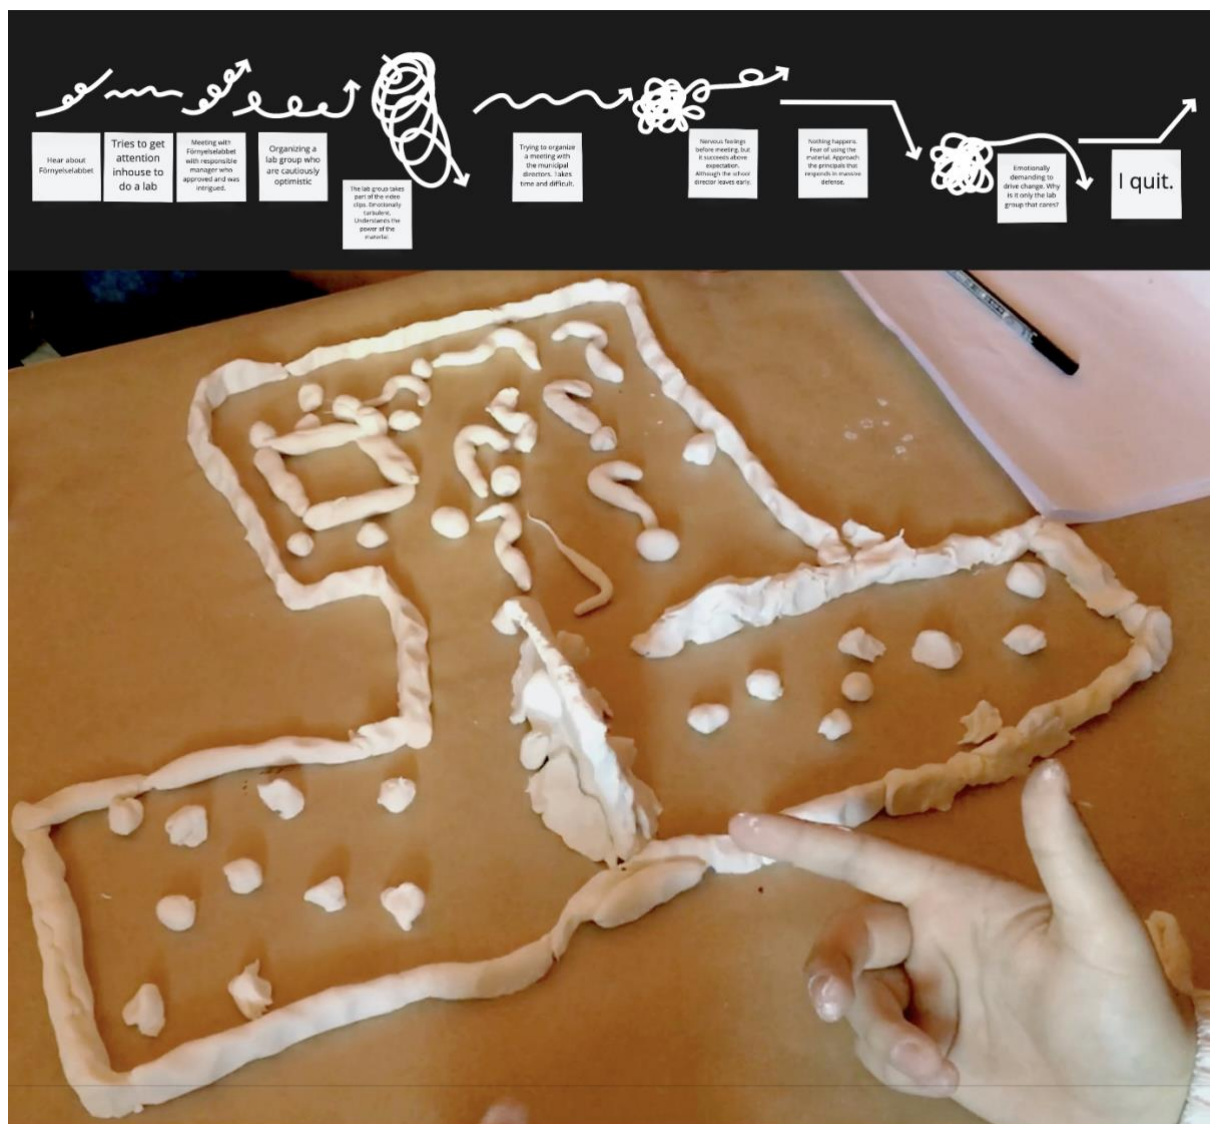 Hear about
Förnyelselabbet
Tries to get
attention
inhouse to
do a lab
Meeting with
Förnyelselabbet
with responsible
manager who
approved and was
intrigued.
Organizing a
lab group who
are cautiously
optimistic
The lab group takes
part of the video
clips. Emotionally
turbulent.
Understands the
power of the
material.
Trying to organize
a meeting with
the municipal
directors. Takes
time and difficult.
Nervous feelings
before meeting, but
it succeeds above
expectation.
Although the school
director leaves early.
Nothing happens.
Fear of using the
material. Approach
the principals that
responds in massive
defense.
Emotionally
demanding to
drive change. Why
is it only the lab
group that cares?
I quit.